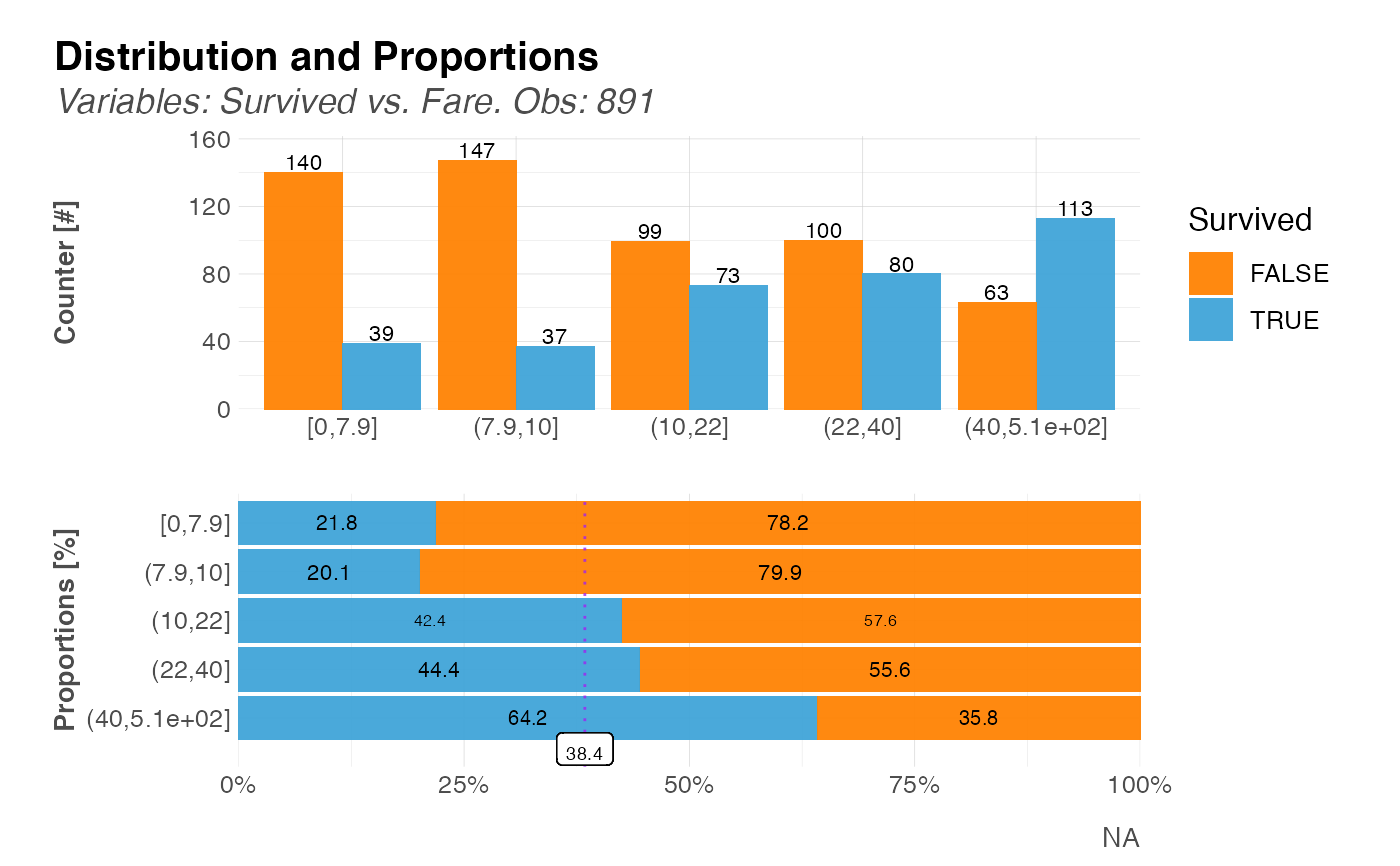 Distribution and Proportions
Variables: Survived vs. Fare. Obs: 891
Counter [#]
160
120
80
40
0
140 39 147 37 99 73 100 80 63 113
[0,7.9] (7.9,10] (10,22] (22,40] (40,5.1e+02]
Survived
FALSE
TRUE
Proportions [%]
[0,7.9] 21.8 78.2
(7.9,10] 20.1 79.9
(10,22] 42.4 57.6
(22,40] 44.4 55.6
(40,5.1e+02] 64.2 35.8
38.4
0% 25% 50% 75% 100%
NA